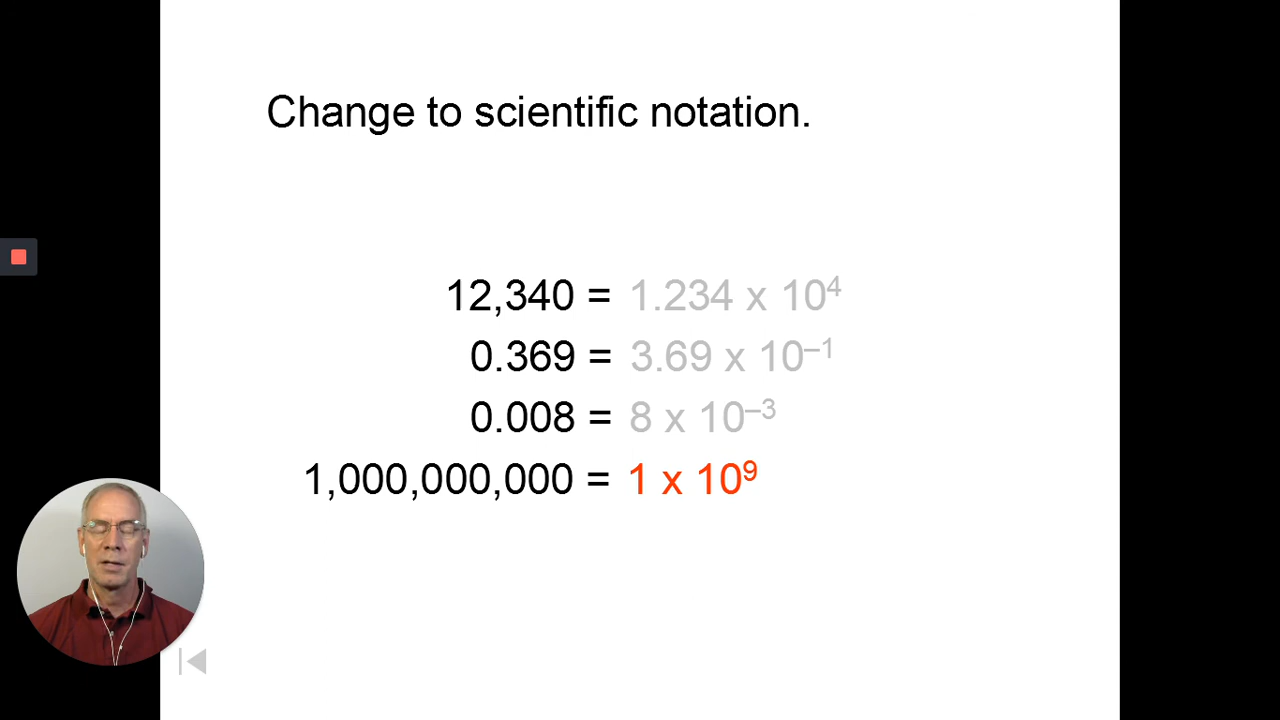 Change to scientific notation.
12,340 = 1.234 x 10⁴
0.369 = 3.69 x 10⁻¹
0.008 = 8 x 10⁻³
1,000,000,000 = 1 x 10⁹